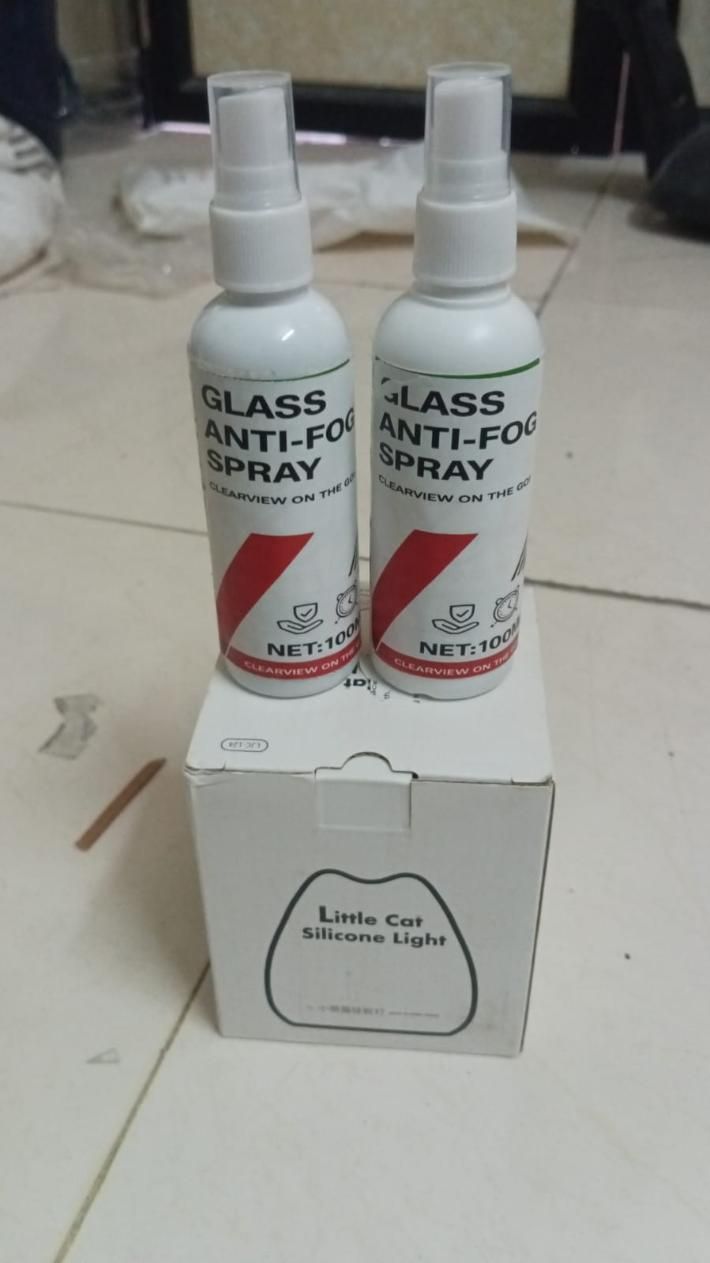 GLASS
ANTI-FOG
SPRAY
CLEARVIEW ON THE GO!
NET:100M
CLEARVIEW ON THE
GLASS
ANTI-FOG
SPRAY
CLEARVIEW ON THE GO!
NET:100M
CLEARVIEW ON THE
Little Cat
Silicone Light